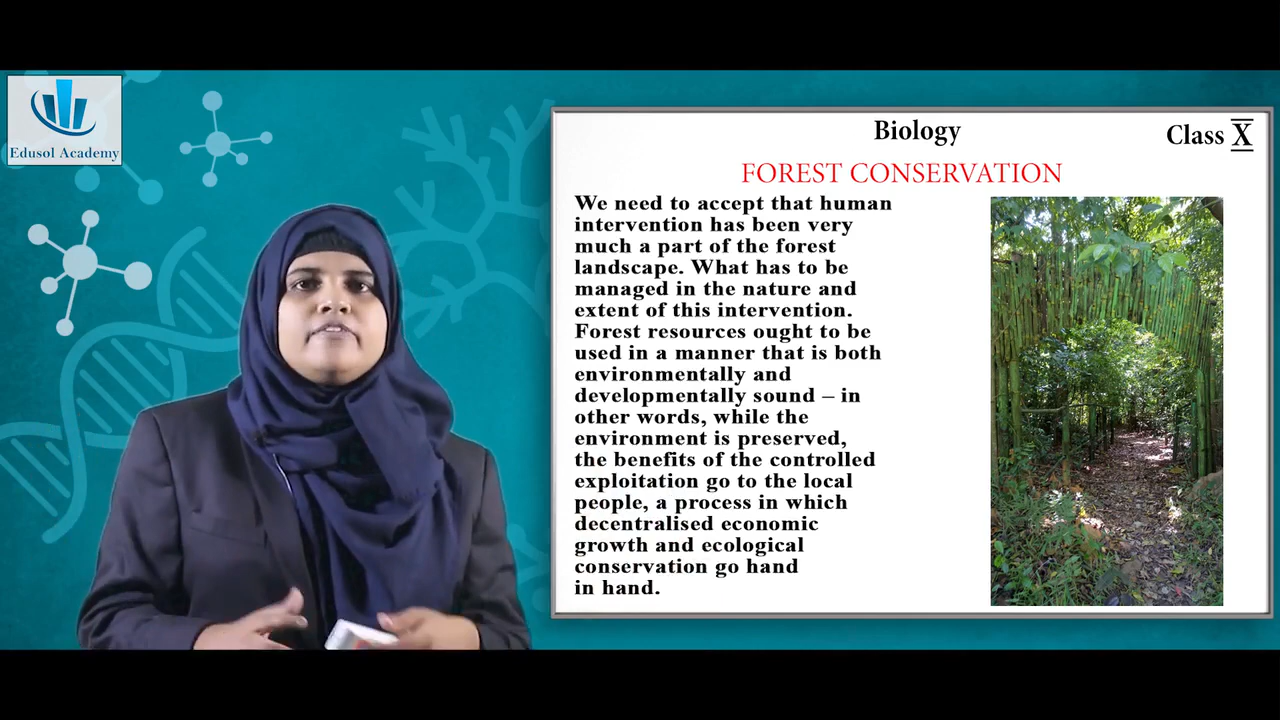 Edusol Academy
Biology
Class X
FOREST CONSERVATION
We need to accept that human
intervention has been very
much a part of the forest
landscape. What has to be
managed in the nature and
extent of this intervention.
Forest resources ought to be
used in a manner that is both
environmentally and
developmentally sound – in
other words, while the
environment is preserved,
the benefits of the controlled
exploitation go to the local
people, a process in which
decentralised economic
growth and ecological
conservation go hand
in hand.